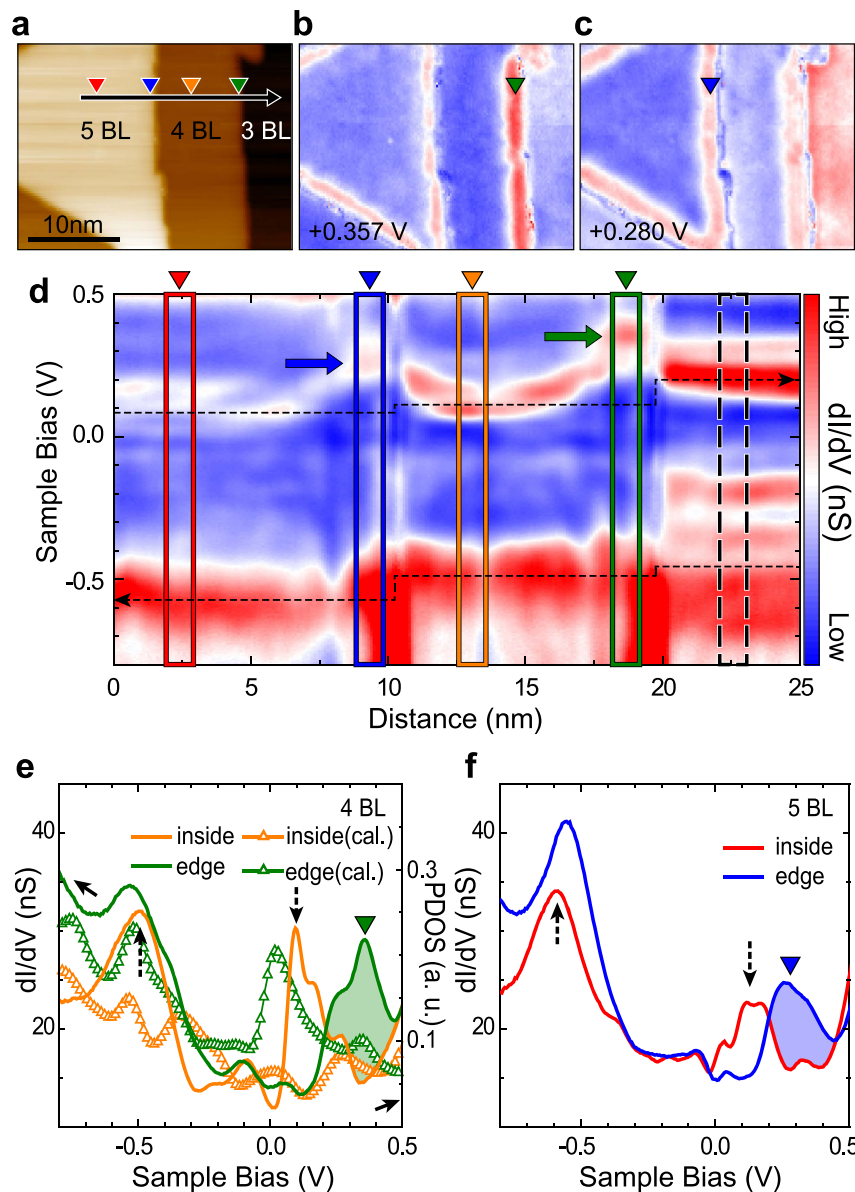 a
b
c
5 BL
4 BL
3 BL
10nm
+0.357 V
+0.280 V
d
0.5
0.0
-0.5
Sample Bias (V)
0
5
10
15
20
25
Distance (nm)
High
dI/dV (nS)
Low
e
4 BL
inside
inside(cal.)
edge
edge(cal.)
40
20
dI/dV (nS)
0.3
0.1
PDOS (a. u.)
-0.5
0.0
0.5
Sample Bias (V)
f
5 BL
inside
edge
40
20
dI/dV (nS)
-0.5
0.0
0.5
Sample Bias (V)